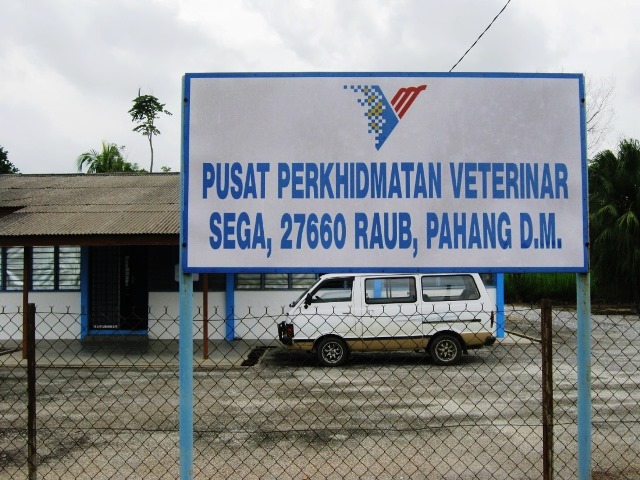 PUSAT PERKHIDMATAN VETERINAR
SEGA, 27660 RAUB, PAHANG D.M.